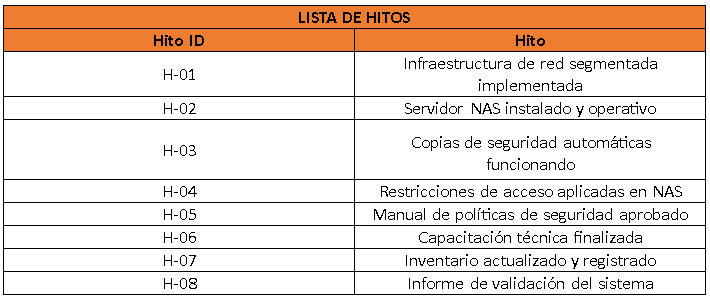 LISTA DE HITOS
Hito ID Hito
H-01 Infraestructura de red segmentada
implementada
H-02 Servidor NAS instalado y operativo
H-03 Copias de seguridad automáticas
funcionando
H-04 Restricciones de acceso aplicadas en NAS
H-05 Manual de políticas de seguridad aprobado
H-06 Capacitación técnica finalizada
H-07 Inventario actualizado y registrado
H-08 Informe de validación del sistema